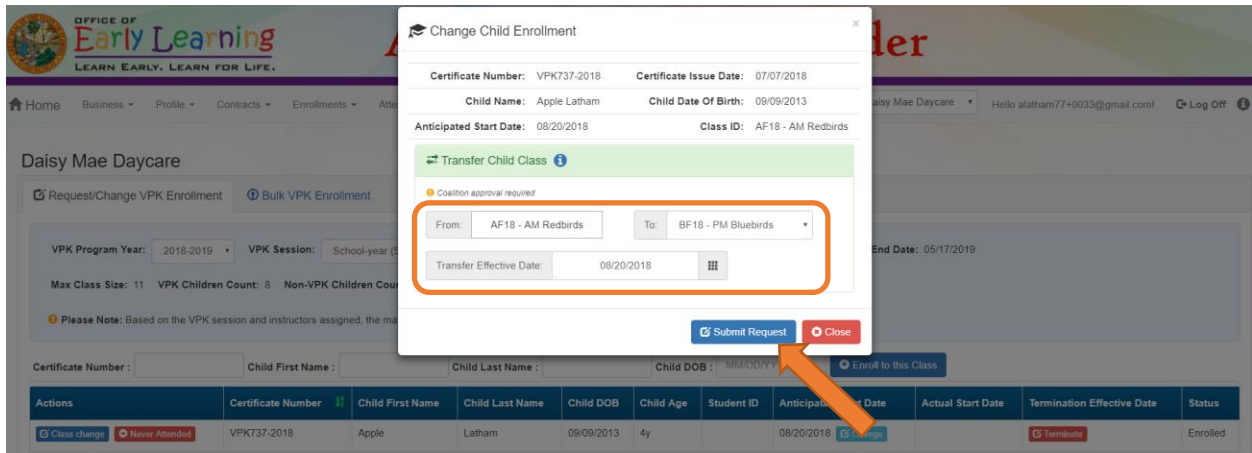 OFFICE OF
Early Learning
LEARN EARLY. LEARN FOR LIFE.
Home Business Profile Contracts Enrollments Daycare Hello alatham77+0033@gmail.com! Log Off
Daisy Mae Daycare
Request/Change VPK Enrollment Bulk VPK Enrollment
VPK Program Year: 2018-2019 VPK Session: End Date: 05/17/2019
Max Class Size: 11 VPK Children Count: 8 Non-VPK Children
Please Note: Based on the VPK session and instructors assigned, the
Change Child Enrollment ×
Certificate Number: VPK737-2018 Certificate Issue Date: 07/07/2018
Child Name: Apple Latham Child Date Of Birth: 09/09/2013
Anticipated Start Date: 08/20/2018 Class ID: AF18 - AM Redbirds
Transfer Child Class
Coalition approval required
From: AF18 - AM Redbirds To: BF18 - PM Bluebirds
Transfer Effective Date: 08/20/2018
Submit Request Close
Certificate Number : Child First Name : Child Last Name : Child DOB : MM/DD/YY Enroll to this Class
Actions Certificate Number Child First Name Child Last Name Child DOB Child Age Student ID Date Actual Start Date Termination Effective Date Status
Class change Never Attended VPK737-2018 Apple Latham 09/09/2013 4y 08/20/2018 Terminate Enrolled